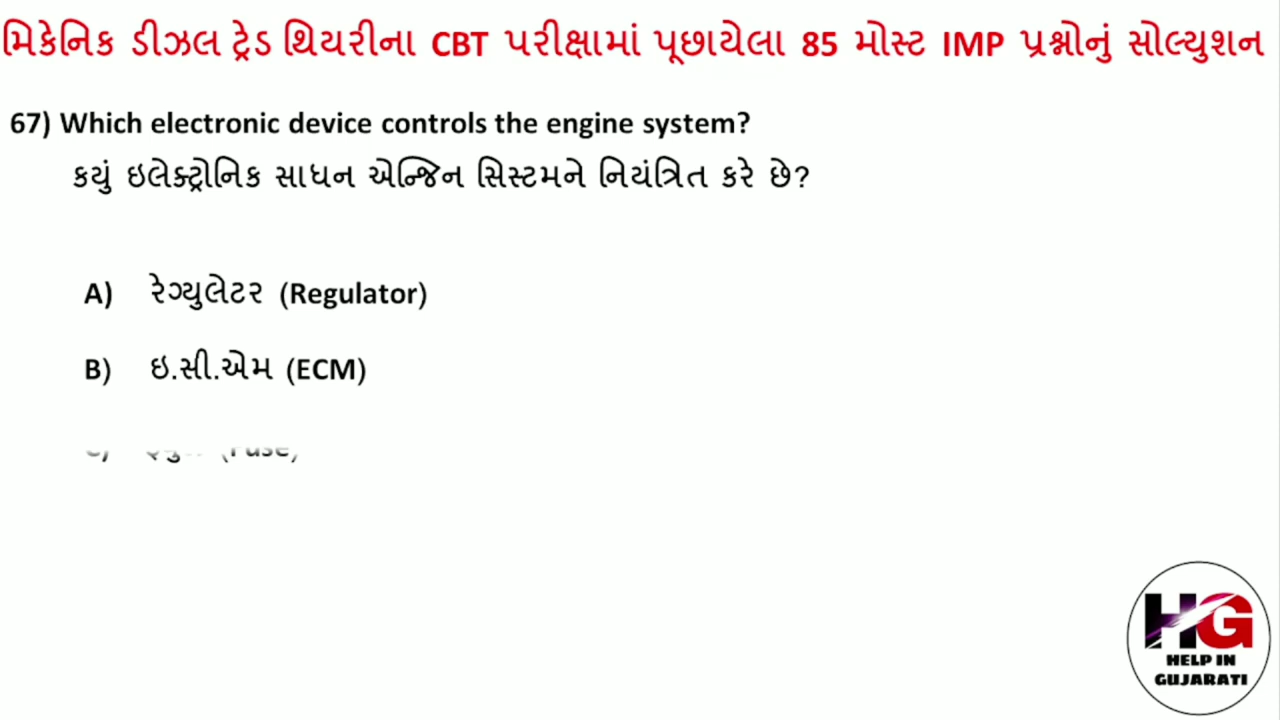 મિકેનિક ડીઝલ ટ્રેડ થિયરીના CBT પરીક્ષામાં પૂછાયેલા 85 મોસ્ટ IMP પ્રશ્નોનું સોલ્યુશન
67) Which electronic device controls the engine system?
કયું ઇલેક્ટ્રોનિક સાધન એન્જિન સિસ્ટમને નિયંત્રિત કરે છે?
A) રેગ્યુલેટર (Regulator)
B) ઇ.સી.એમ (ECM)
(Fuse)
HG
HELP IN
GUJARATI